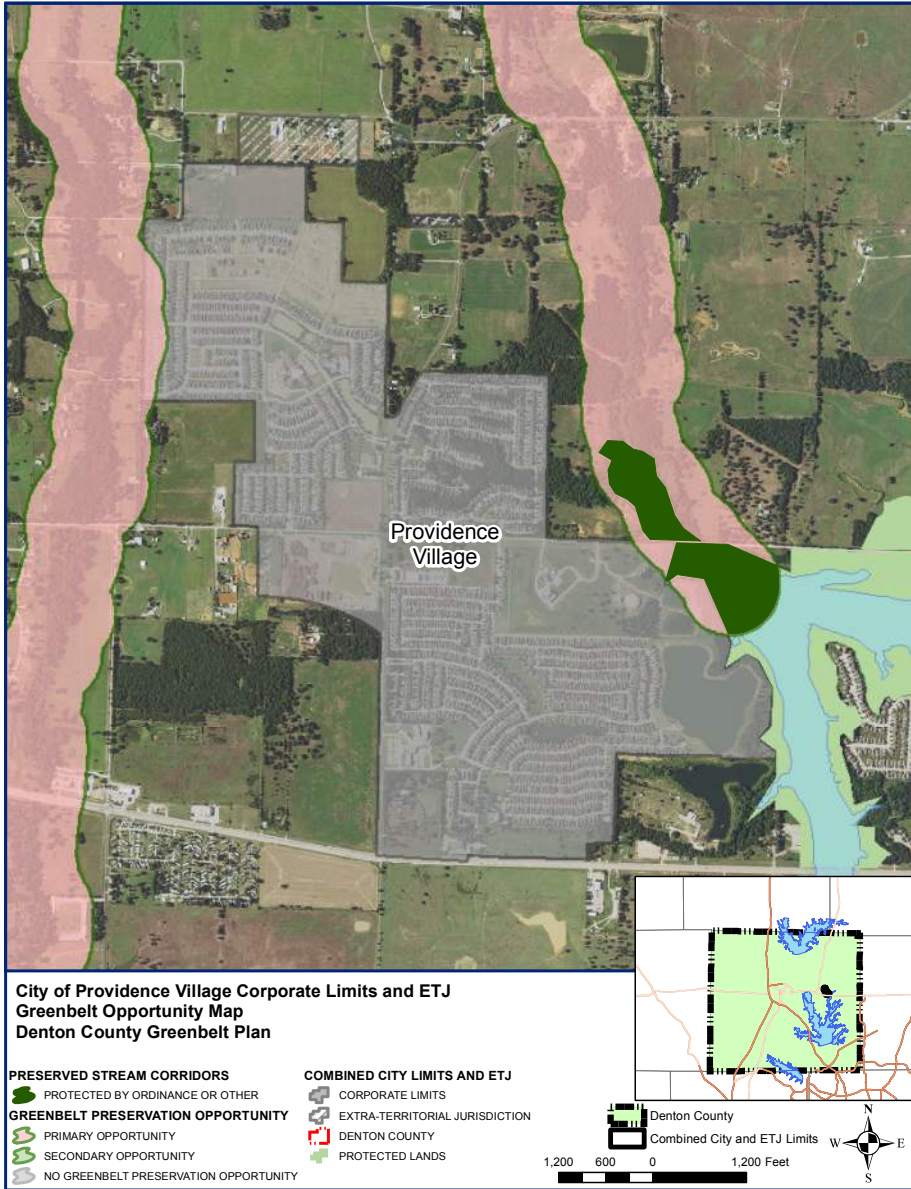 Providence
Village
City of Providence Village Corporate Limits and ETJ
Greenbelt Opportunity Map
Denton County Greenbelt Plan
PRESERVED STREAM CORRIDORS
PROTECTED BY ORDINANCE OR OTHER
GREENBELT PRESERVATION OPPORTUNITY
PRIMARY OPPORTUNITY
SECONDARY OPPORTUNITY
NO GREENBELT PRESERVATION OPPORTUNITY
COMBINED CITY LIMITS AND ETJ
CORPORATE LIMITS
EXTRA-TERRITORIAL JURISDICTION
DENTON COUNTY
PROTECTED LANDS
Denton County
Combined City and ETJ Limits
N
W E
S
1,200 600 0 1,200 Feet